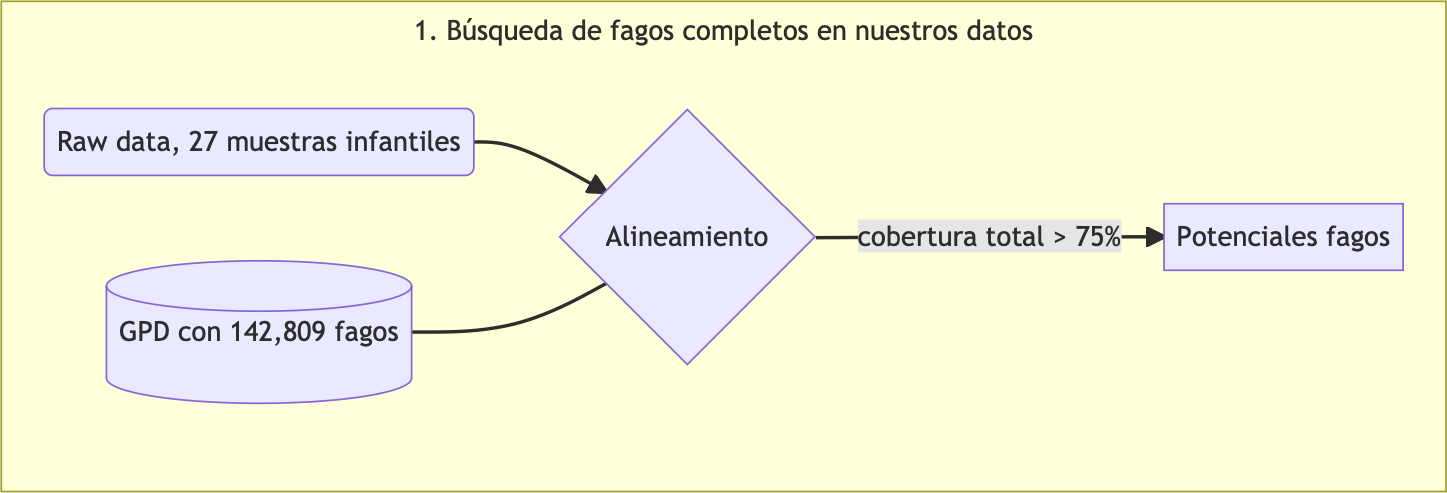 1. Búsqueda de fagos completos en nuestros datos
Raw data, 27 muestras infantiles
GPD con 142,809 fagos
Alineamiento
cobertura total > 75%
Potenciales fagos